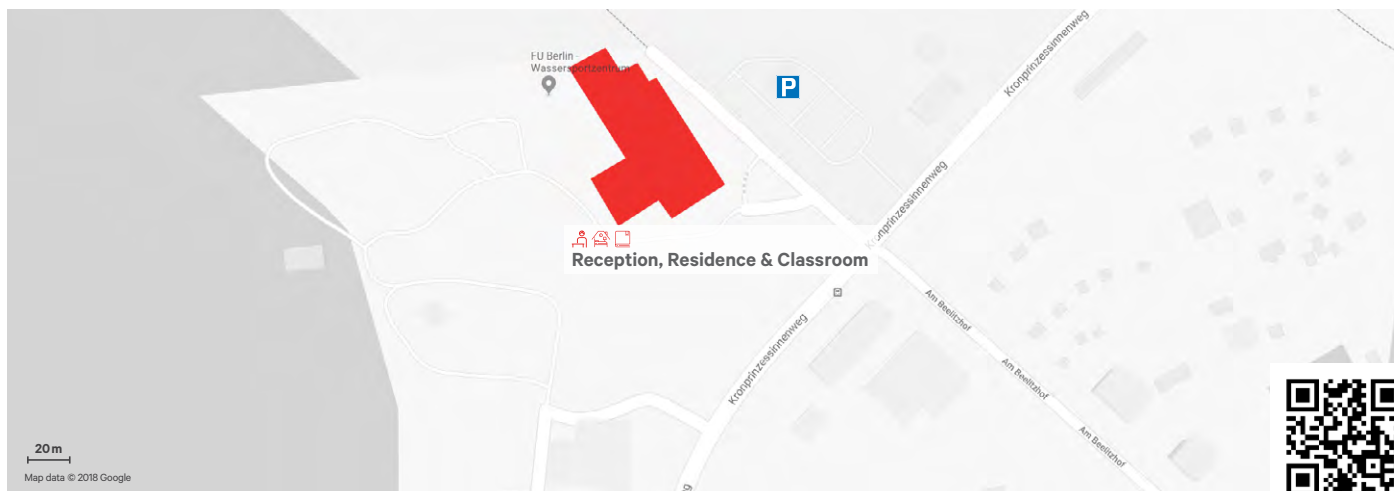 FU Berlin -
Wassersportzentrum
P
Kronprinzessinnenweg
Kronprinzessinnenweg
Kronprinzessinnenweg
Reception, Residence & Classroom
Am Beelitzhof
Am Beelitzhof
Am Beelitzhof
20 m
Map data © 2018 Google